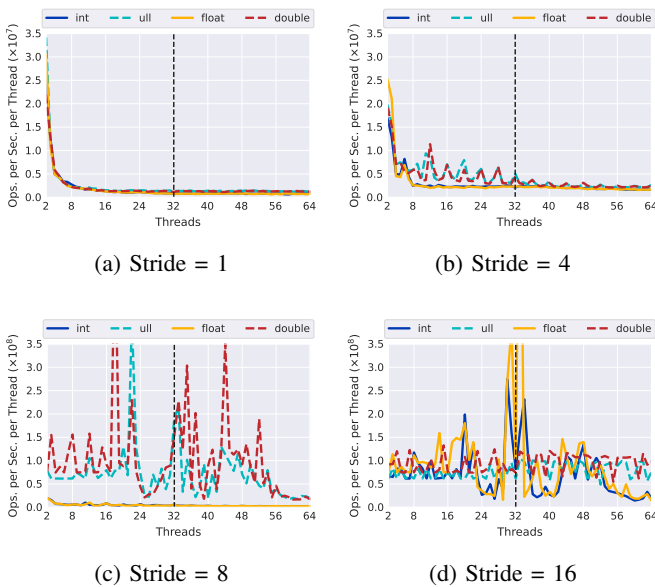 int ull float double
int ull float double
Ops. per Sec. per Thread (×10⁷)
3.5
3.0
2.5
2.0
1.5
1.0
0.5
0.0
2 8 16 24 32 40 48 56 64
Threads
Ops. per Sec. per Thread (×10⁷)
3.5
3.0
2.5
2.0
1.5
1.0
0.5
0.0
2 8 16 24 32 40 48 56 64
Threads
(a) Stride = 1
(b) Stride = 4
int ull float double
int ull float double
Ops. per Sec. per Thread (×10⁸)
3.5
3.0
2.5
2.0
1.5
1.0
0.5
0.0
2 8 16 24 32 40 48 56 64
Threads
Ops. per Sec. per Thread (×10⁸)
3.5
3.0
2.5
2.0
1.5
1.0
0.5
0.0
2 8 16 24 32 40 48 56 64
Threads
(c) Stride = 8
(d) Stride = 16